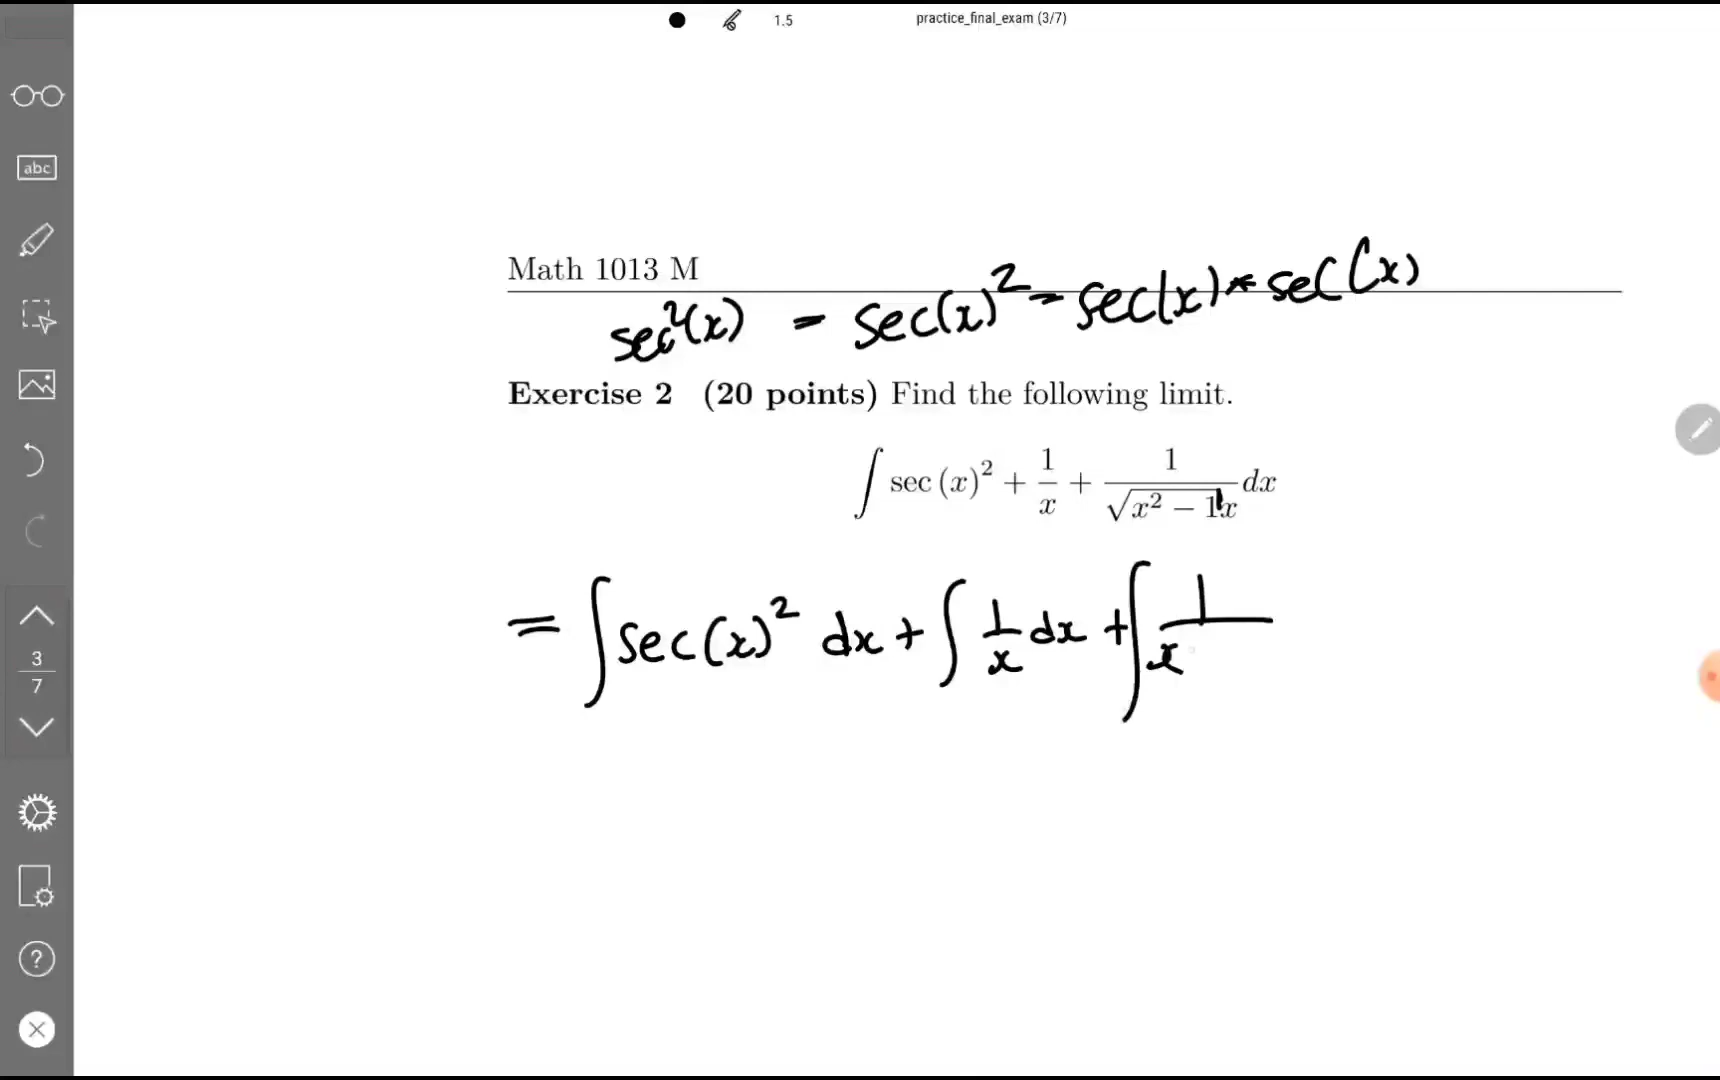 1.5 practice_final_exam (3/7)
abc
Math 1013 M
sec²(x) = sec(x)² = sec(x) * sec(x)
Exercise 2 (20 points) Find the following limit.
∫ sec (x)² + 1/x + 1/(√(x² − 1)x) dx
= ∫ sec(x)² dx + ∫ 1/x dx + ∫ 1/x
3
7
?